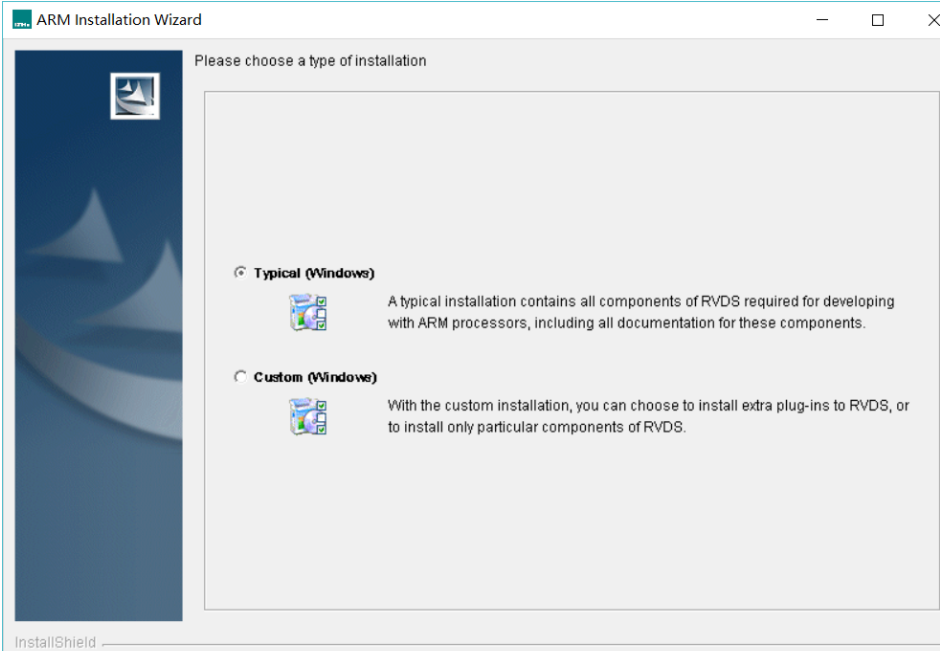 ARM Installation Wizard
Please choose a type of installation
Typical (Windows)
A typical installation contains all components of RVDS required for developing
with ARM processors, including all documentation for these components.
Custom (Windows)
With the custom installation, you can choose to install extra plug-ins to RVDS, or
to install only particular components of RVDS.
InstallShield